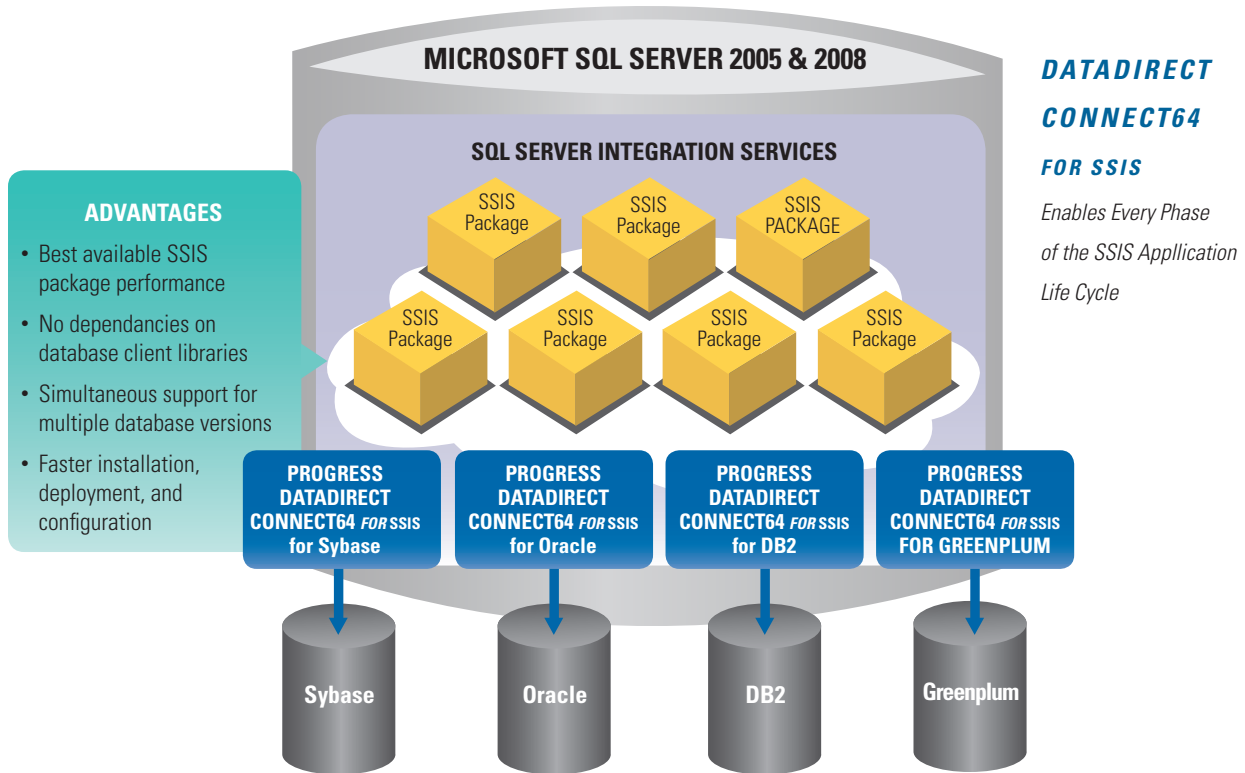 MICROSOFT SQL SERVER 2005 & 2008
DATADIRECT
CONNECT64
FOR SSIS
Enables Every Phase
of the SSIS Appllication
Life Cycle
SQL SERVER INTEGRATION SERVICES
SSIS
Package
SSIS
Package
SSIS
PACKAGE
SSIS
Package
SSIS
Package
SSIS
Package
SSIS
Package
ADVANTAGES
• Best available SSIS
package performance
• No dependancies on
database client libraries
• Simultaneous support for
multiple database versions
• Faster installation,
deployment, and
configuration
PROGRESS
DATADIRECT
CONNECT64 FOR SSIS
for Sybase
PROGRESS
DATADIRECT
CONNECT64 FOR SSIS
for Oracle
PROGRESS
DATADIRECT
CONNECT64 FOR SSIS
for DB2
PROGRESS
DATADIRECT
CONNECT64 FOR SSIS
FOR GREENPLUM
Sybase
Oracle
DB2
Greenplum